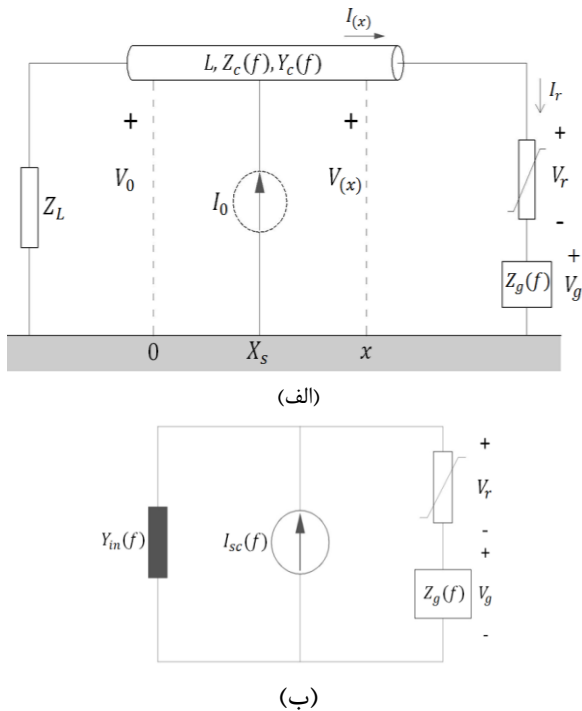 I(x)
L, Zc(f), Yc(f)
Ir
+
+
+
V0
I0
V(x)
Vr
ZL
-
+
Zg(f)
Vg
-
0
Xs
x
(الف)
+
Vr
-
Yin(f)
Isc(f)
+
Zg(f)
Vg
-
(ب)